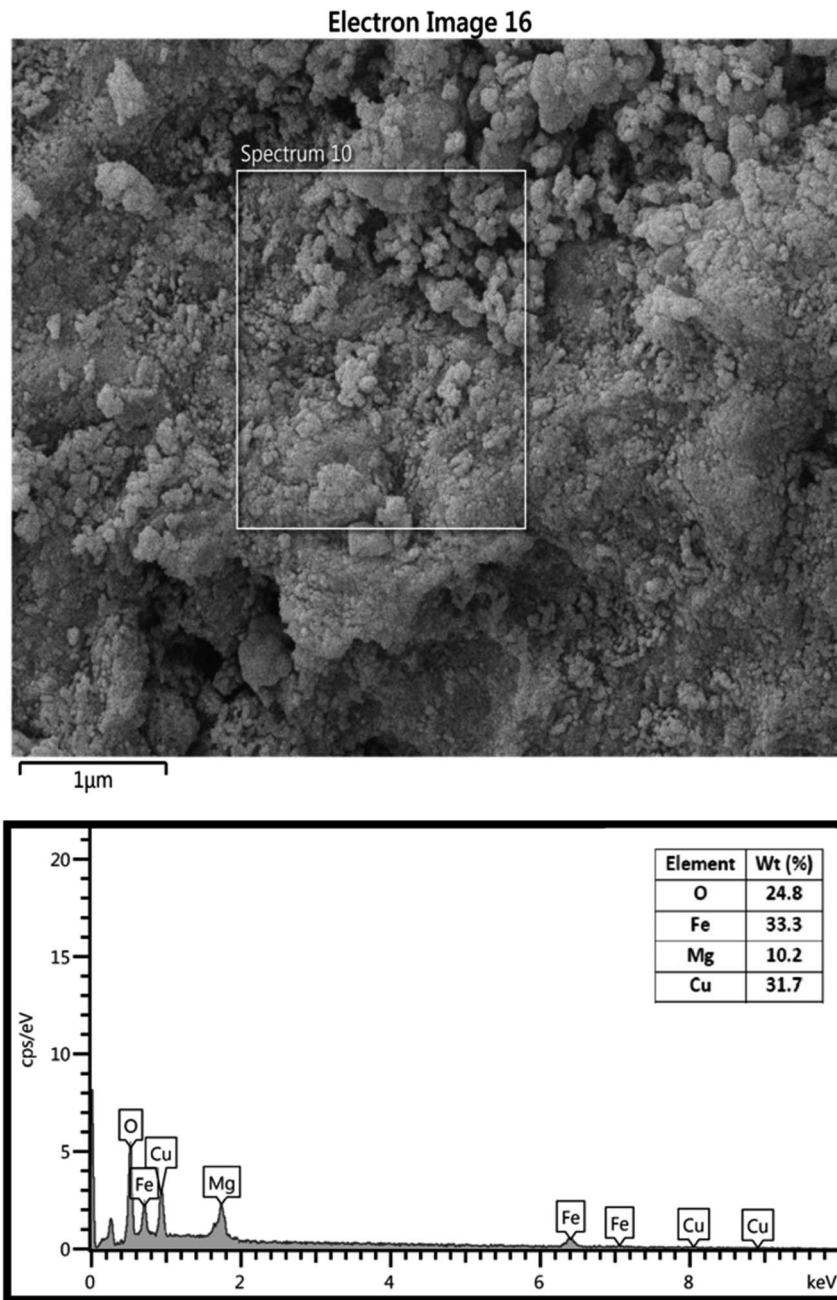 Electron Image 16
Spectrum 10
1µm
Element Wt (%)
O 24.8
Fe 33.3
Mg 10.2
Cu 31.7
cps/eV
20
15
10
5
0
O
Fe
Cu
Mg
Fe
Fe
Cu
Cu
0 2 4 6 8 keV